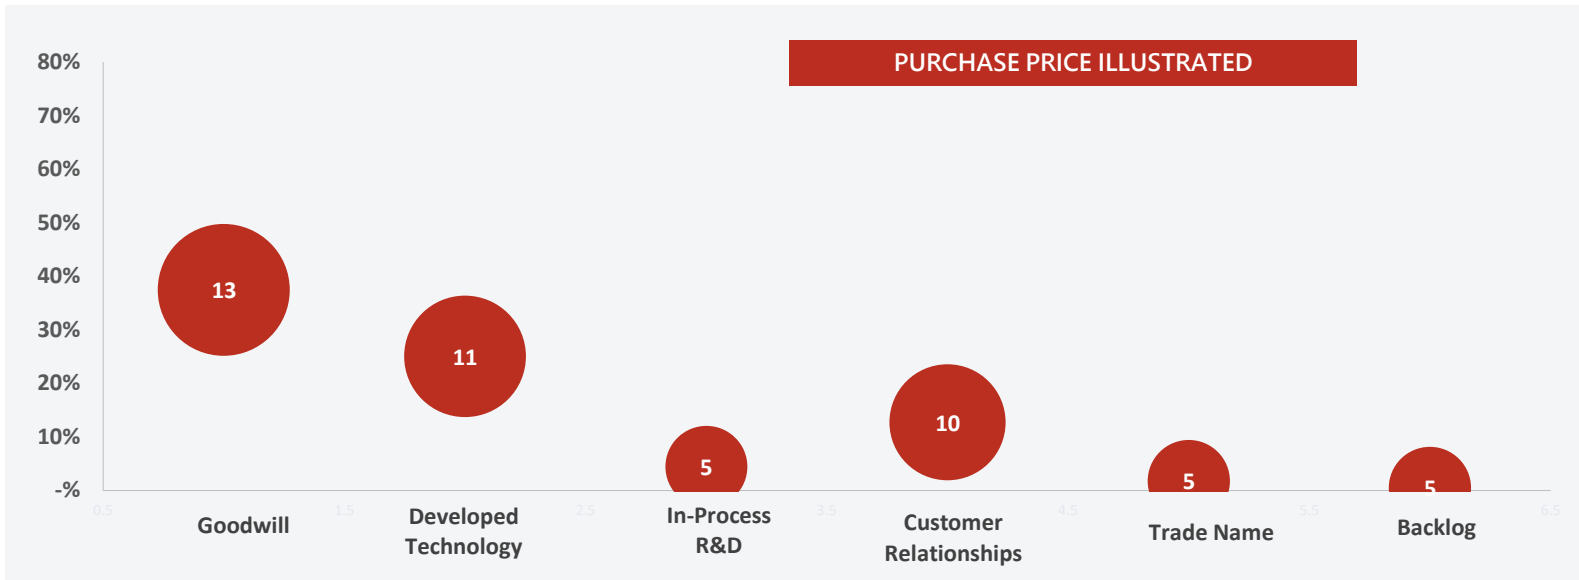 PURCHASE PRICE ILLUSTRATED
80%
70%
60%
50%
40%
30%
20%
10%
-%
13
11
5
10
5
5
0.5
1.5
2.5
3.5
4.5
5.5
6.5
Goodwill
Developed
Technology
In-Process
R&D
Customer
Relationships
Trade Name
Backlog